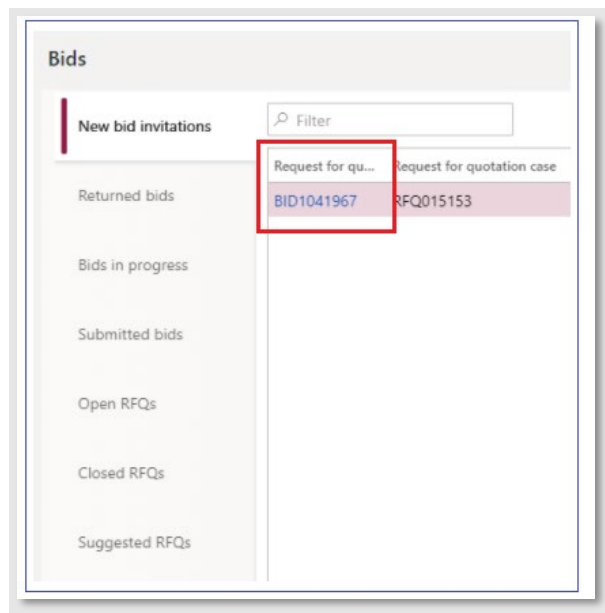 Bids
New bid invitations
Filter
Request for qu... Request for quotation case
BID1041967 RFQ015153
Returned bids
Bids in progress
Submitted bids
Open RFQs
Closed RFQs
Suggested RFQs